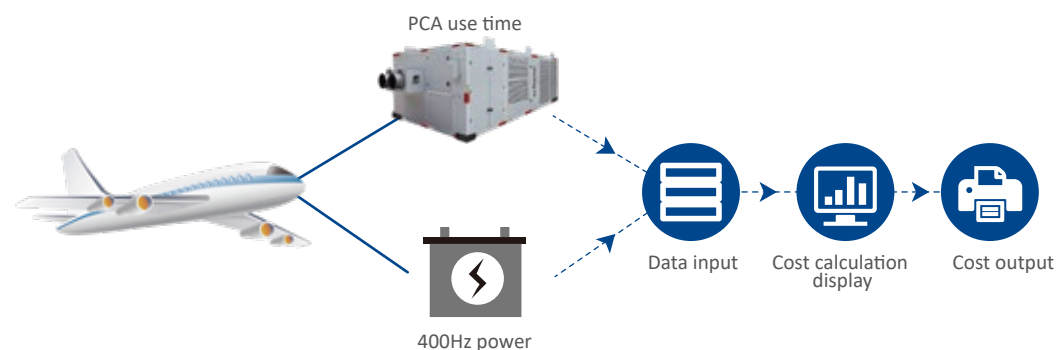 PCA use time
400Hz power
Data input
Cost calculation
display
Cost output